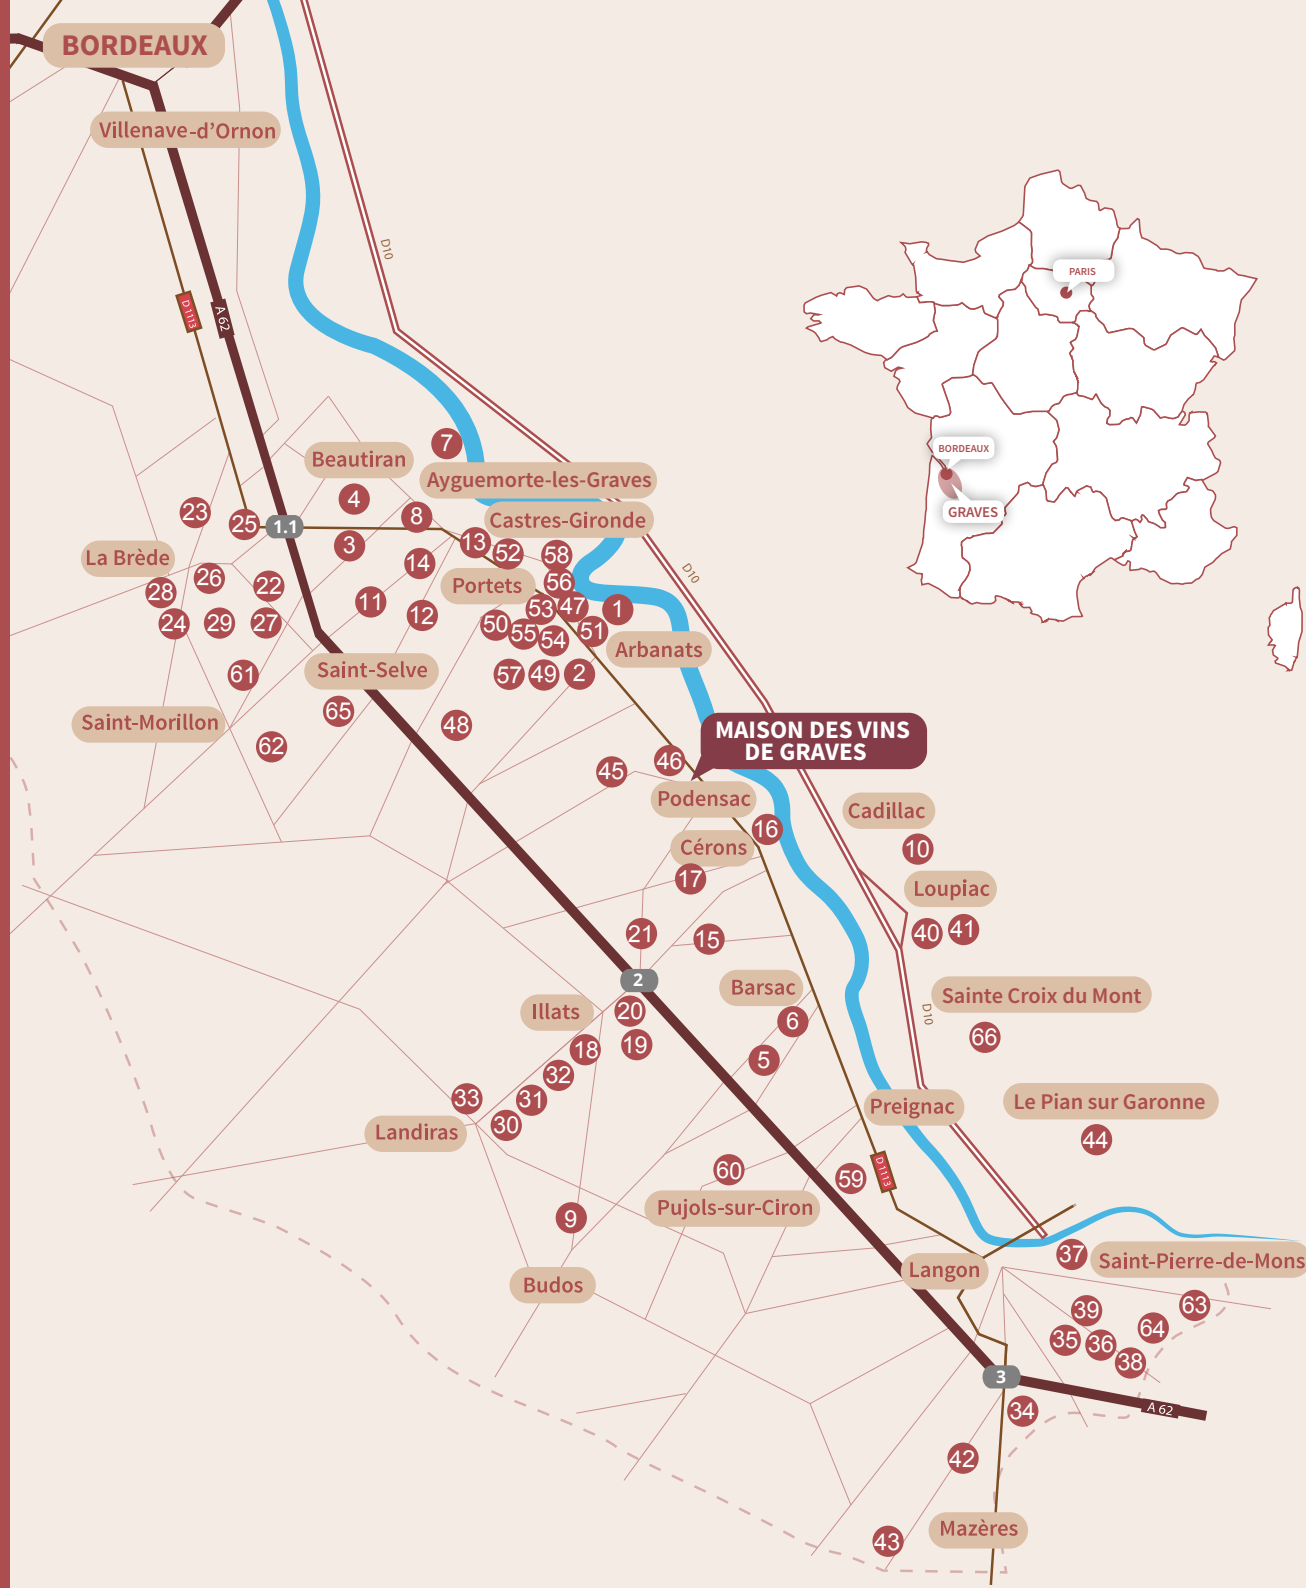 BORDEAUX
Villenave-d'Ornon
D10
PARIS
D1113
A 62
7
Beautiran
BORDEAUX
Ayguemorte-les-Graves
4
23
25
1.1
8
Castres-Gironde
GRAVES
3
13
52
58
La Brède
14
D10
28
26
22
Portets
56
11
12
53
47
1
24
29
27
50
55
54
51
Arbanats
61
Saint-Selve
57
49
2
65
Saint-Morillon
48
62
MAISON DES VINS
DE GRAVES
46
45
Podensac
Cadillac
16
Cérons
10
17
Loupiac
21
15
40
41
2
Barsac
Sainte Croix du Mont
Illats
20
6
D10
66
18
19
5
32
33
31
Preignac
Le Pian sur Garonne
30
Landiras
44
60
59
D1113
Pujols-sur-Ciron
9
37
Saint-Pierre-de-Mons
Langon
Budos
39
63
35
36
64
38
3
34
A 62
42
Mazères
43